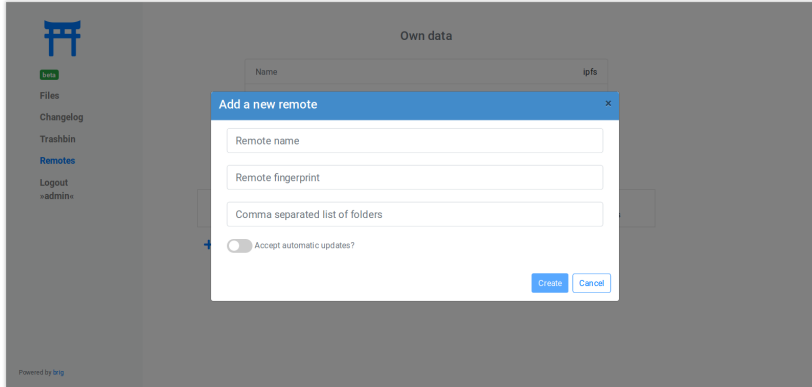 beta
Files
Changelog
Trashbin
Remotes
Logout
»admin«
Powered by brig
Own data
Name ipfs
Add a new remote ×
Remote name
Remote fingerprint
Comma separated list of folders
Accept automatic updates?
Create Cancel
+